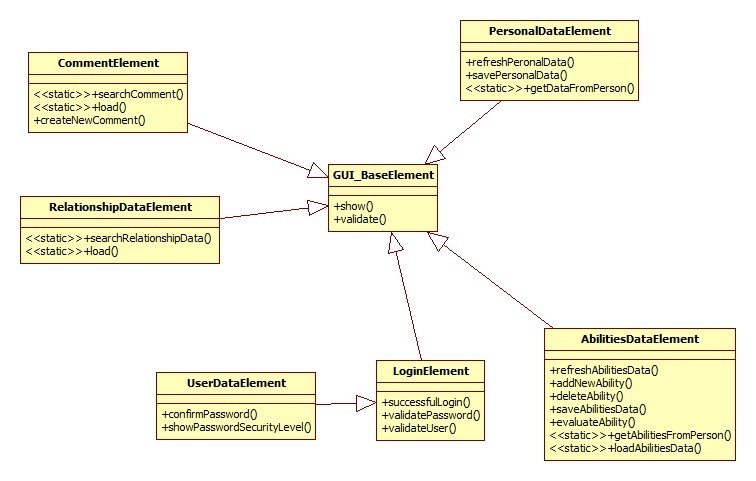 PersonalDataElement
+refreshPeronalData()
+savePersonalData()
<<static>>+getDataFromPerson()
CommentElement
<<static>>+searchComment()
<<static>>+load()
+createNewComment()
GUI_BaseElement
+show()
+validate()
RelationshipDataElement
<<static>>+searchRelationshipData()
<<static>>+load()
AbilitiesDataElement
+refreshAbilitiesData()
+addNewAbility()
+deleteAbility()
+saveAbilitiesData()
+evaluateAbility()
<<static>>+getAbilitiesFromPerson()
<<static>>+loadAbilitiesData()
LoginElement
+successfulLogin()
+validatePassword()
+validateUser()
UserDataElement
+confirmPassword()
+showPasswordSecurityLevel()